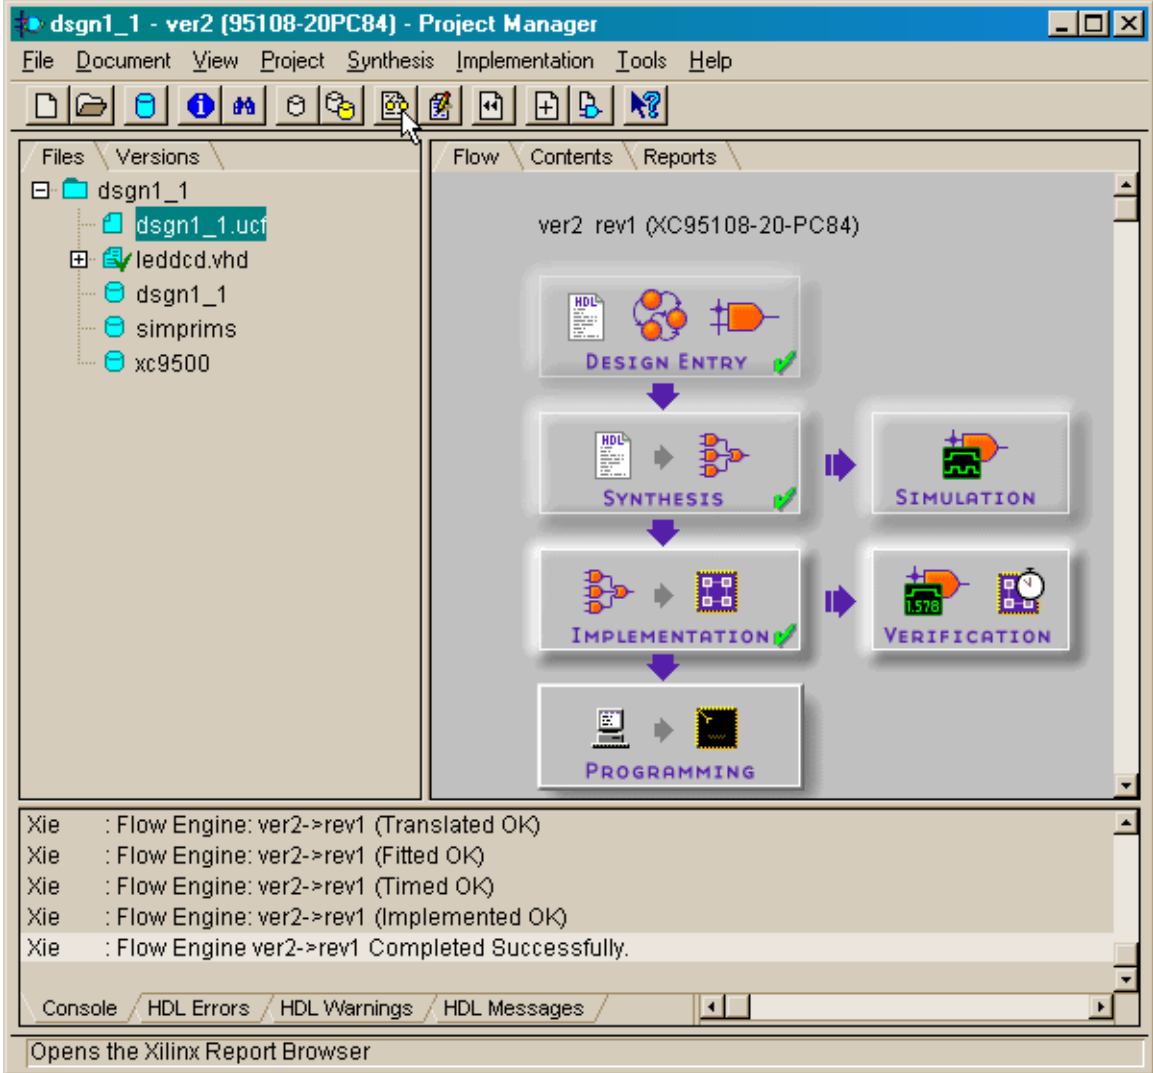 dsgn1_1 - ver2 (95108-20PC84) - Project Manager
File Document View Project Synthesis Implementation Tools Help
Files Versions
dsgn1_1
dsgn1_1.ucf
leddcd.vhd
dsgn1_1
simprims
xc9500
Flow Contents Reports
ver2 rev1 (XC95108-20-PC84)
HDL
DESIGN ENTRY
HDL
SYNTHESIS
SIMULATION
IMPLEMENTATION
1.578
VERIFICATION
PROGRAMMING
Xie : Flow Engine: ver2->rev1 (Translated OK)
Xie : Flow Engine: ver2->rev1 (Fitted OK)
Xie : Flow Engine: ver2->rev1 (Timed OK)
Xie : Flow Engine: ver2->rev1 (Implemented OK)
Xie : Flow Engine ver2->rev1 Completed Successfully.
Console HDL Errors HDL Warnings HDL Messages
Opens the Xilinx Report Browser